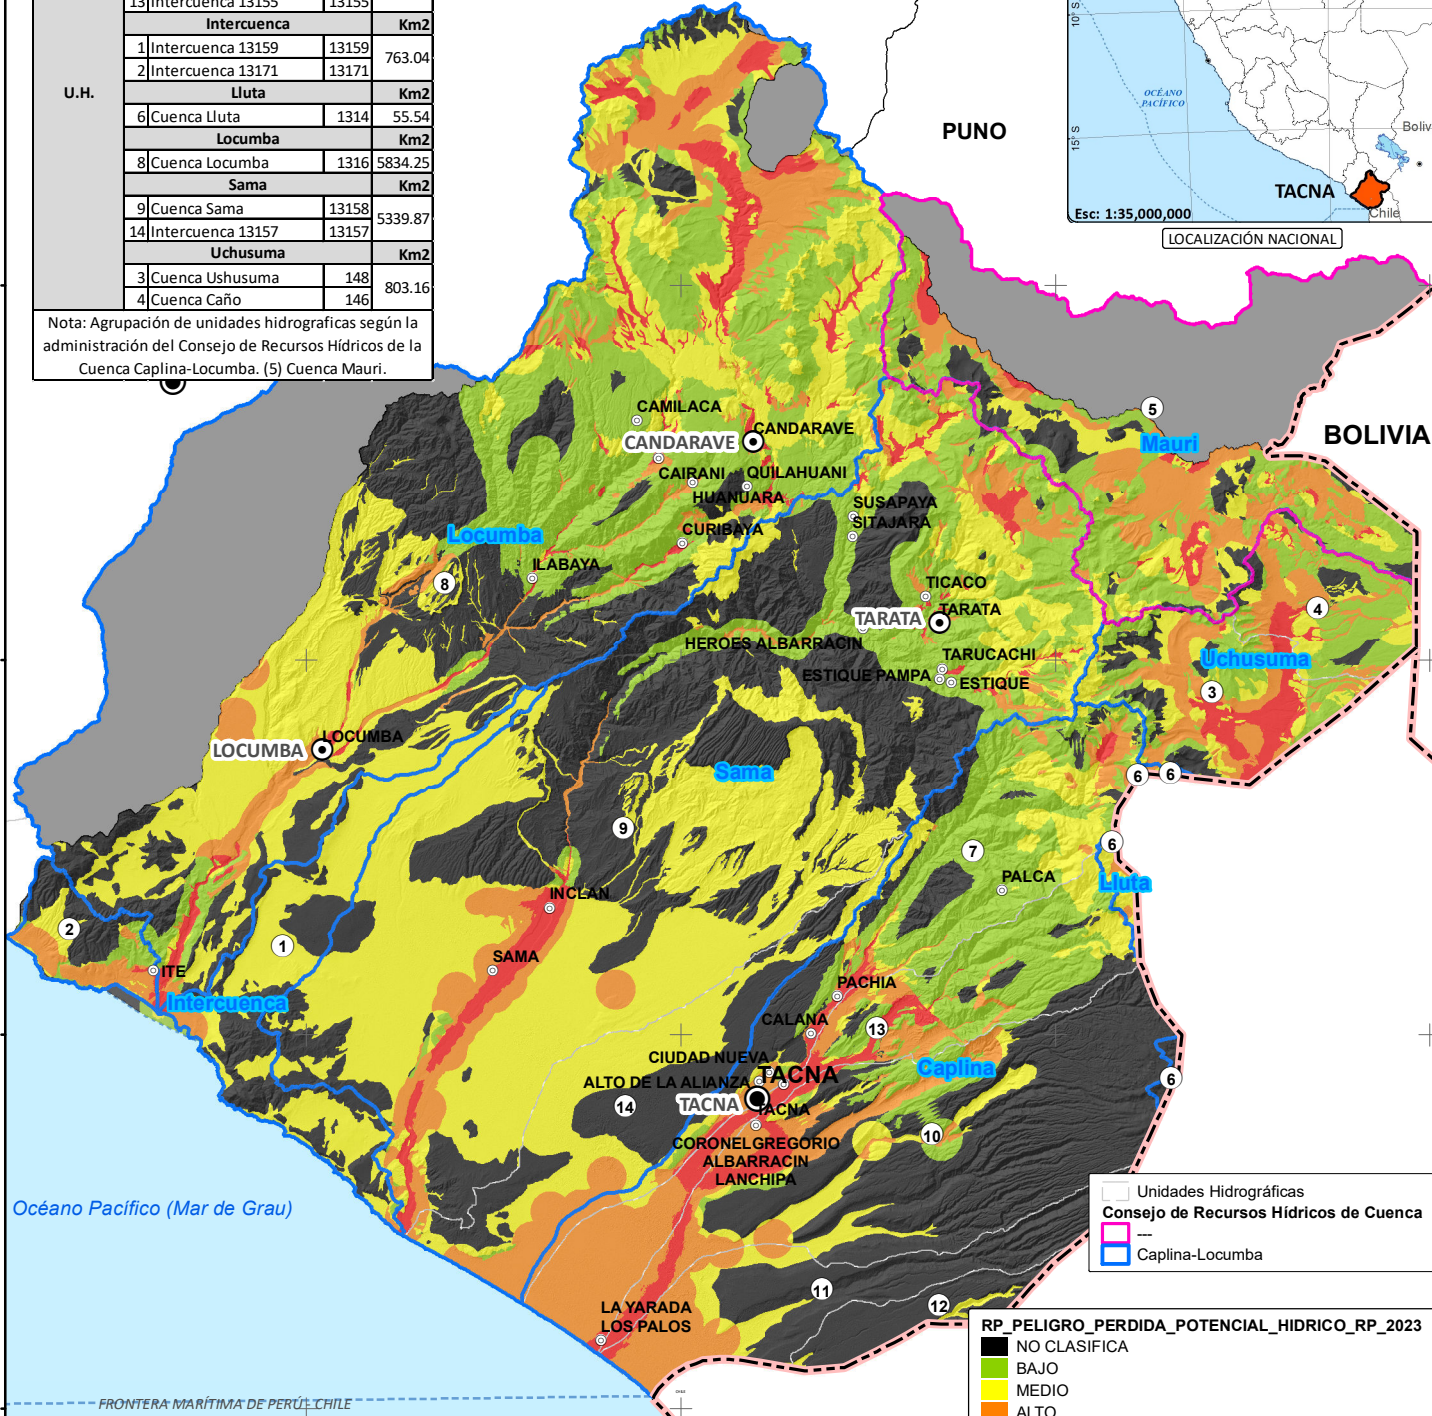 13 Intercuenca 13155 13155
Intercuenca Km2
1 Intercuenca 13159 13159 763.04
2 Intercuenca 13171 13171
U.H.
Lluta Km2
6 Cuenca Lluta 1314 55.54
Locumba Km2
8 Cuenca Locumba 1316 5834.25
Sama Km2
9 Cuenca Sama 13158 5339.87
14 Intercuenca 13157 13157
Uchusuma Km2
3 Cuenca Ushusuma 148 803.16
4 Cuenca Caño 146
Nota: Agrupación de unidades hidrograficas según la
administración del Consejo de Recursos Hídricos de la
Cuenca Caplina-Locumba. (5) Cuenca Mauri.
10° S
15° S
OCÉANO
PACÍFICO
Boliv
TACNA
Chile
Esc: 1:35,000,000
LOCALIZACIÓN NACIONAL
PUNO
BOLIVIA
5
Mauri
CAMILACA
CANDARAVE
CANDARAVE
CAIRANI
QUILAHUANI
HUANUARA
CURIBAYA
SUSAPAYA
SITAJARA
Locumba
8
ILABAYA
TICACO
TARATA
TARATA
HEROES ALBARRACIN
TARUCACHI
ESTIQUE PAMPA
ESTIQUE
4
Uchusuma
3
LOCUMBA
LOCUMBA
Sama
6
6
9
7
6
PALCA
Lluta
INCLAN
2
1
SAMA
ITE
Intercuenca
PACHIA
CALANA
13
CIUDAD NUEVA
TACNA
ALTO DE LA ALIANZA
Caplina
6
14
TACNA
TACNA
10
CORONELGREGORIO
ALBARRACIN
LANCHIPA
Océano Pacífico (Mar de Grau)
11
12
LA YARADA
LOS PALOS
FRONTERA MARÍTIMA DE PERÚ - CHILE
Unidades Hidrográficas
Consejo de Recursos Hídricos de Cuenca
---
Caplina-Locumba
RP_PELIGRO_PERDIDA_POTENCIAL_HIDRICO_RP_2023
NO CLASIFICA
BAJO
MEDIO
ALTO